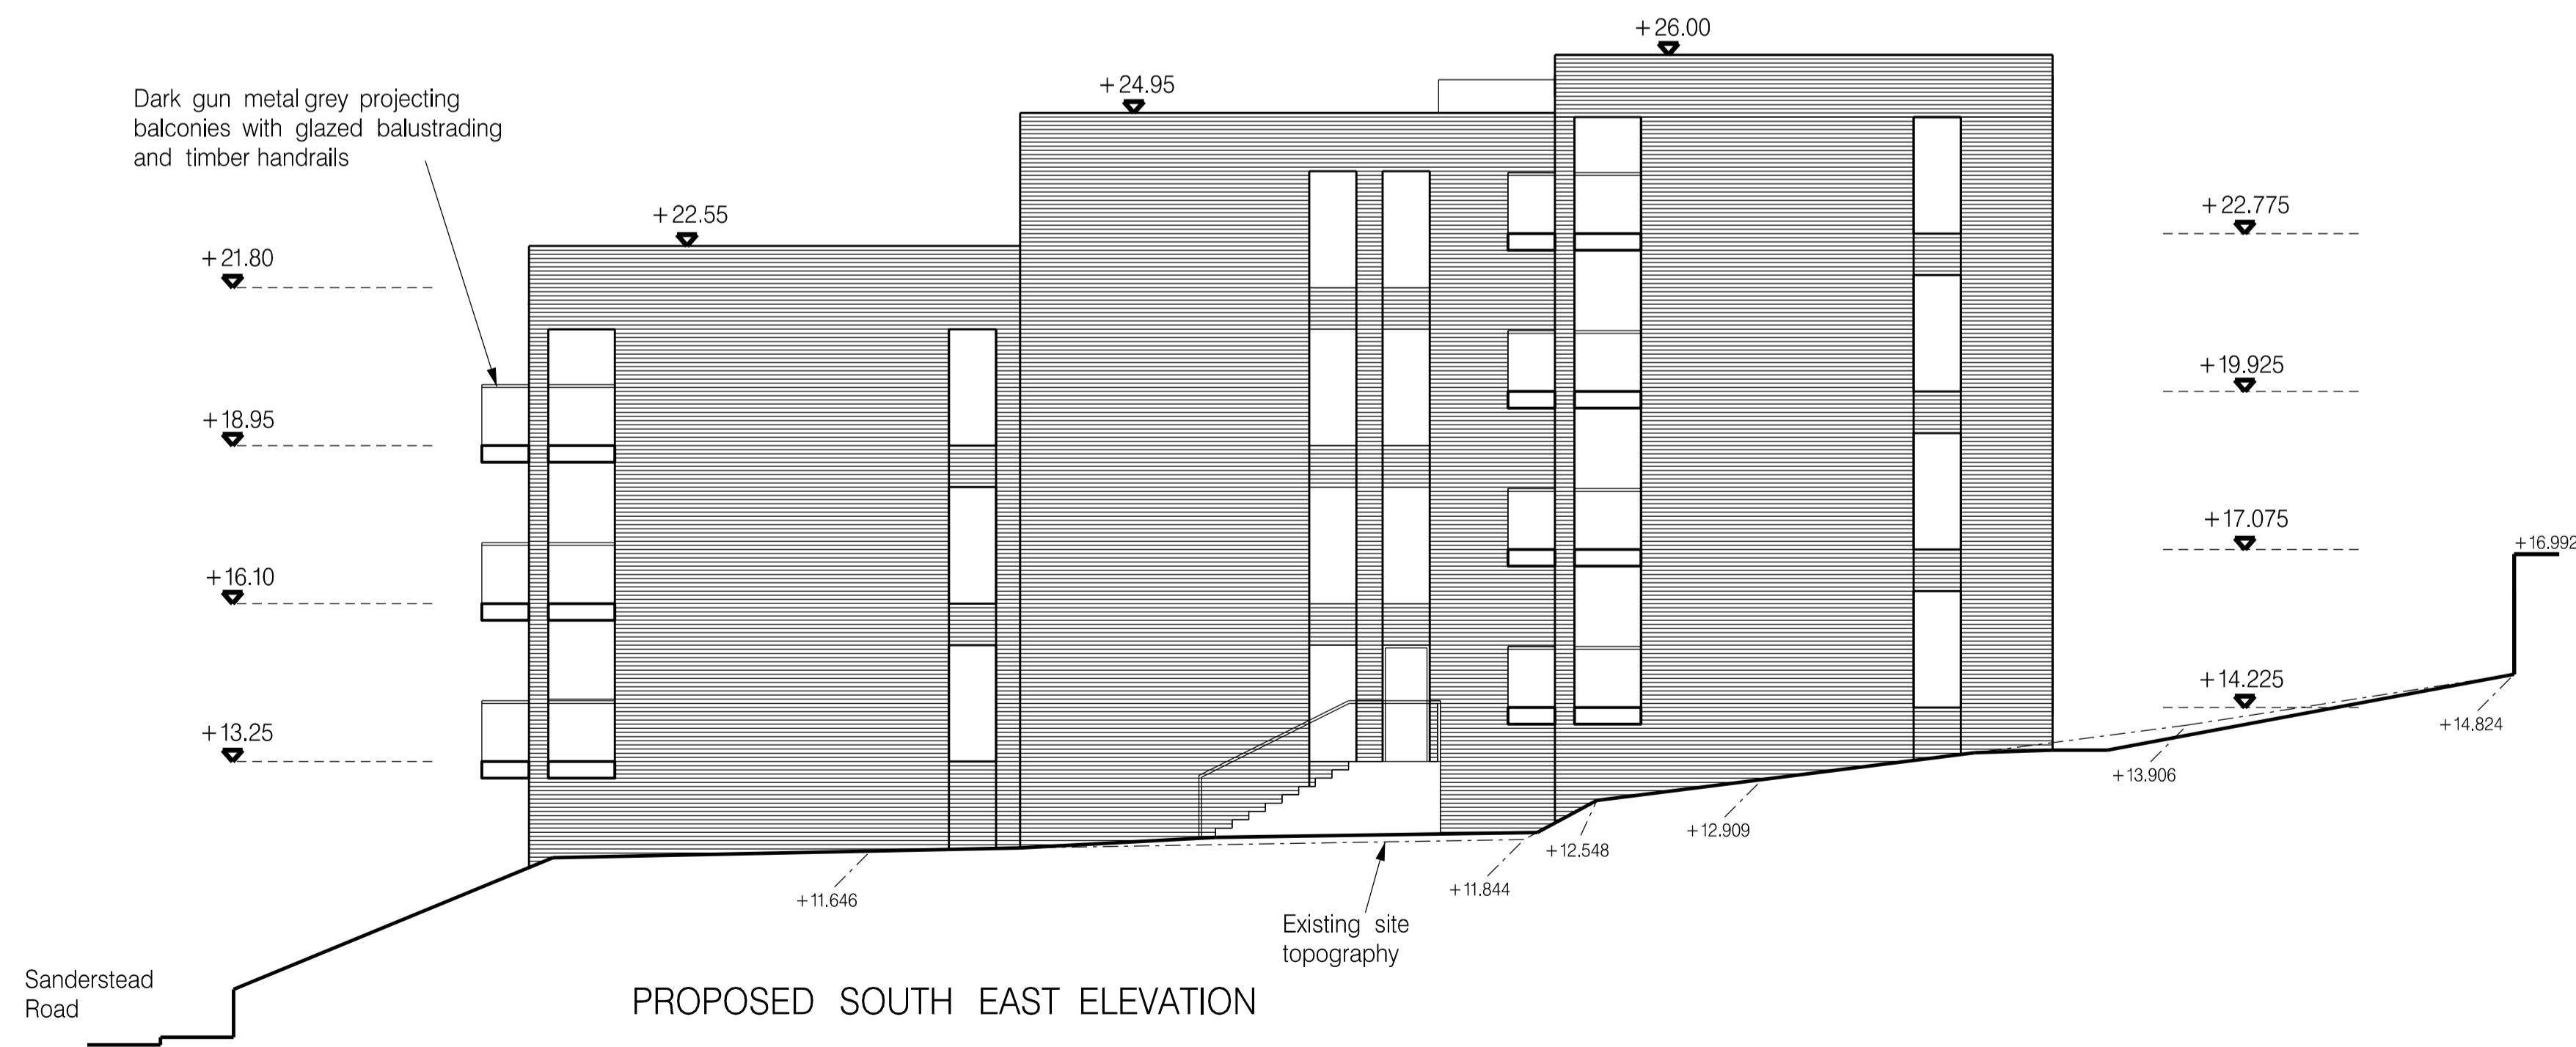 +26.00
+24.95
Dark gun metal grey projecting
balconies with glazed balustrading
and timber handrails
+22.55
+22.775
+21.80
+19.925
+18.95
+17.075
+16.992
+16.10
+14.225
+14.824
+13.25
+13.906
+12.909
+12.548
+11.844
+11.646
Existing site
topography
Sanderstead
Road
PROPOSED SOUTH EAST ELEVATION